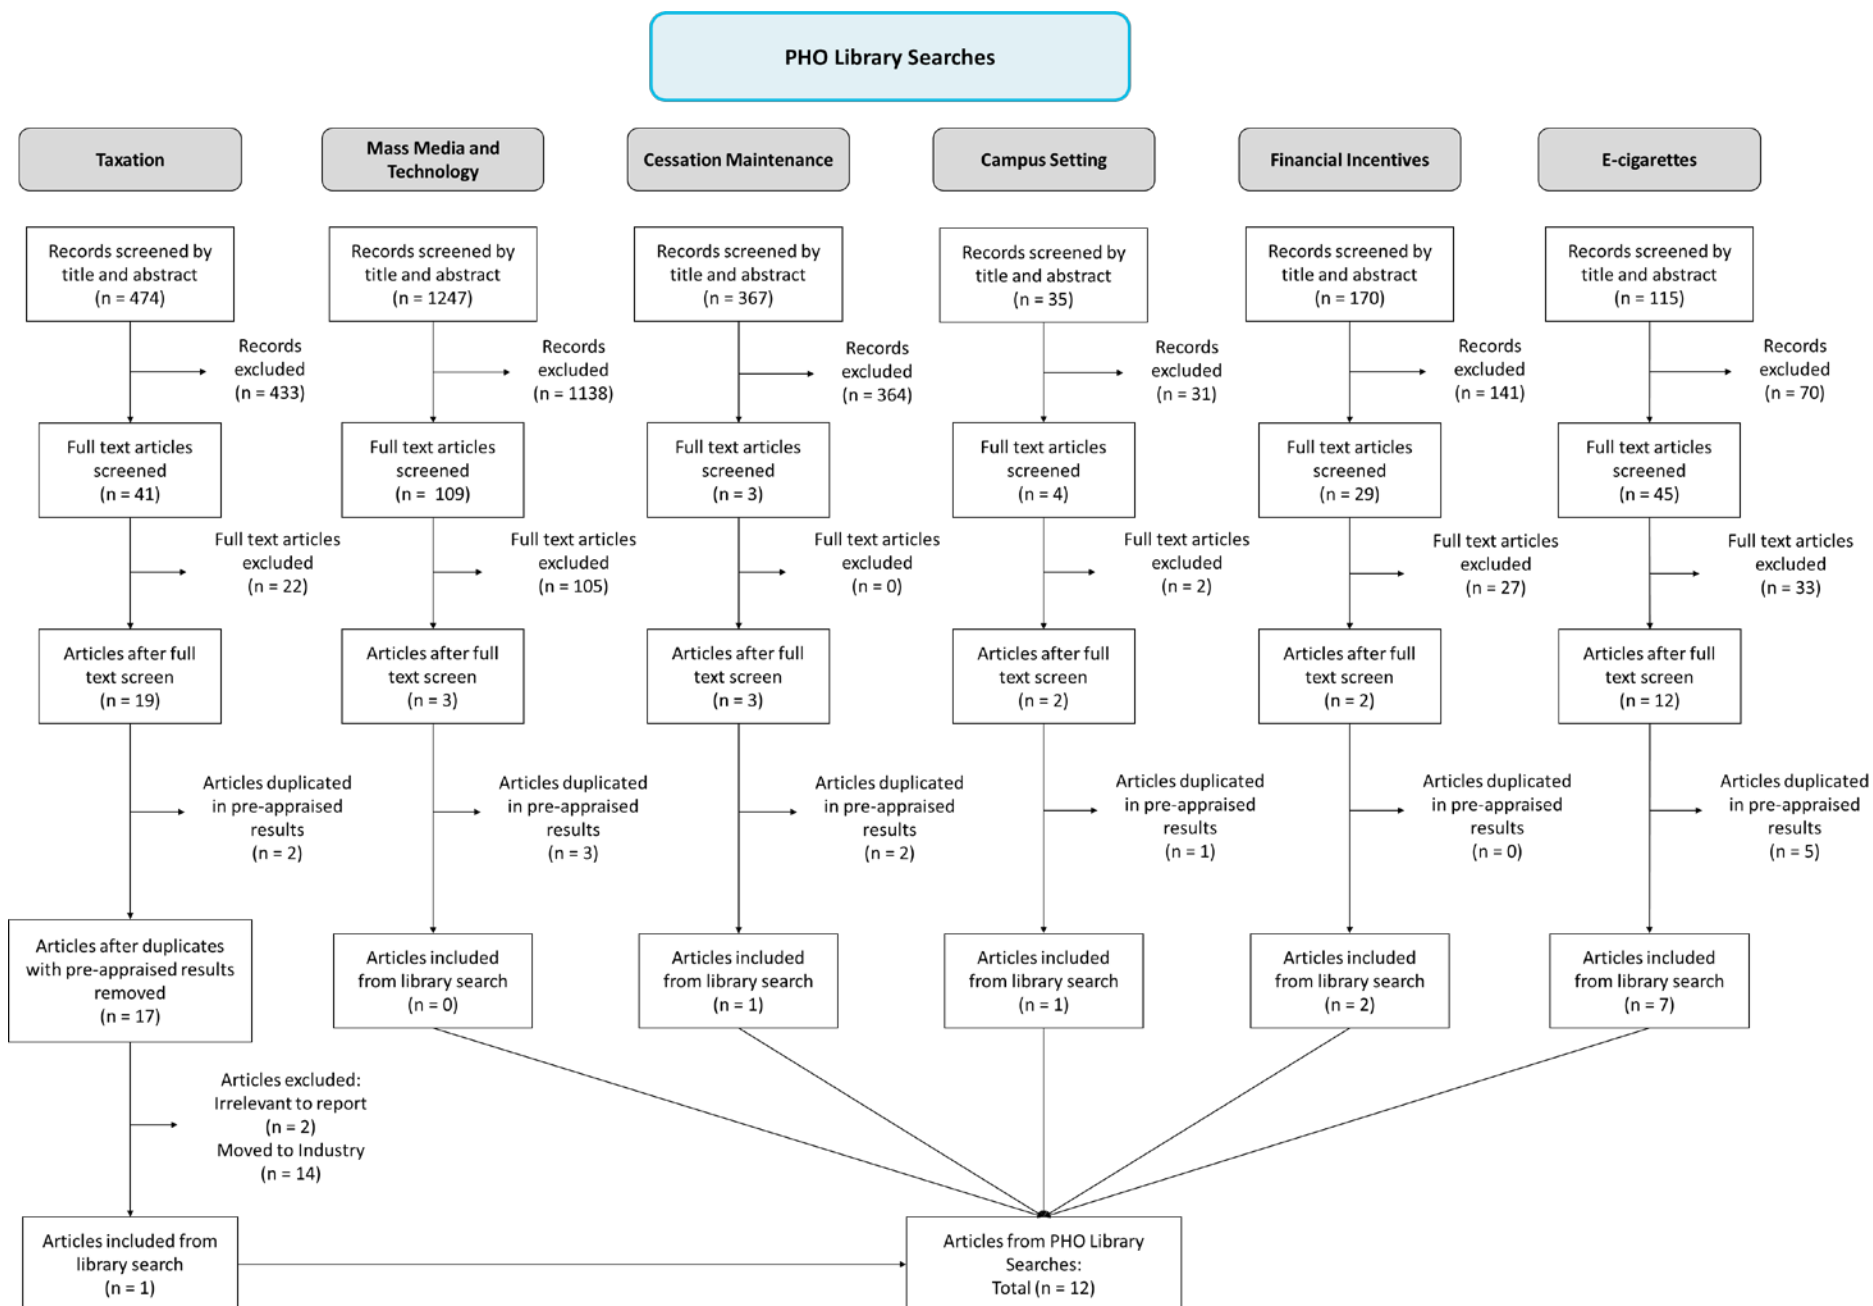 PHO Library Searches
Taxation
Mass Media and
Technology
Cessation Maintenance
Campus Setting
Financial Incentives
E-cigarettes
Records screened by
title and abstract
(n = 474)
Records screened by
title and abstract
(n = 1247)
Records screened by
title and abstract
(n = 367)
Records screened by
title and abstract
(n = 35)
Records screened by
title and abstract
(n = 170)
Records screened by
title and abstract
(n = 115)
Records
excluded
(n = 433)
Records
excluded
(n = 1138)
Records
excluded
(n = 364)
Records
excluded
(n = 31)
Records
excluded
(n = 141)
Records
excluded
(n = 70)
Full text articles
screened
(n = 41)
Full text articles
screened
(n =  109)
Full text articles
screened
(n = 3)
Full text articles
screened
(n = 4)
Full text articles
screened
(n = 29)
Full text articles
screened
(n = 45)
Full text articles
excluded
(n = 22)
Full text articles
excluded
(n = 105)
Full text articles
excluded
(n = 0)
Full text articles
excluded
(n = 2)
Full text articles
excluded
(n = 27)
Full text articles
excluded
(n = 33)
Articles after full
text screen
(n = 19)
Articles after full
text screen
(n = 3)
Articles after full
text screen
(n = 3)
Articles after full
text screen
(n = 2)
Articles after full
text screen
(n = 2)
Articles after full
text screen
(n = 12)
Articles duplicated
in pre-appraised
results
(n = 2)
Articles duplicated
in pre-appraised
results
(n = 3)
Articles duplicated
in pre-appraised
results
(n = 2)
Articles duplicated
in pre-appraised
results
(n = 1)
Articles duplicated
in pre-appraised
results
(n = 0)
Articles duplicated
in pre-appraised
results
(n = 5)
Articles after duplicates
with pre-appraised results
removed
(n = 17)
Articles included
from library search
(n = 0)
Articles included
from library search
(n = 1)
Articles included
from library search
(n = 1)
Articles included
from library search
(n = 2)
Articles included
from library search
(n = 7)
Articles excluded:
Irrelevant to report
(n = 2)
Moved to Industry
(n = 14)
Articles included from
library search
(n = 1)
Articles from PHO Library
Searches:
Total (n = 12)